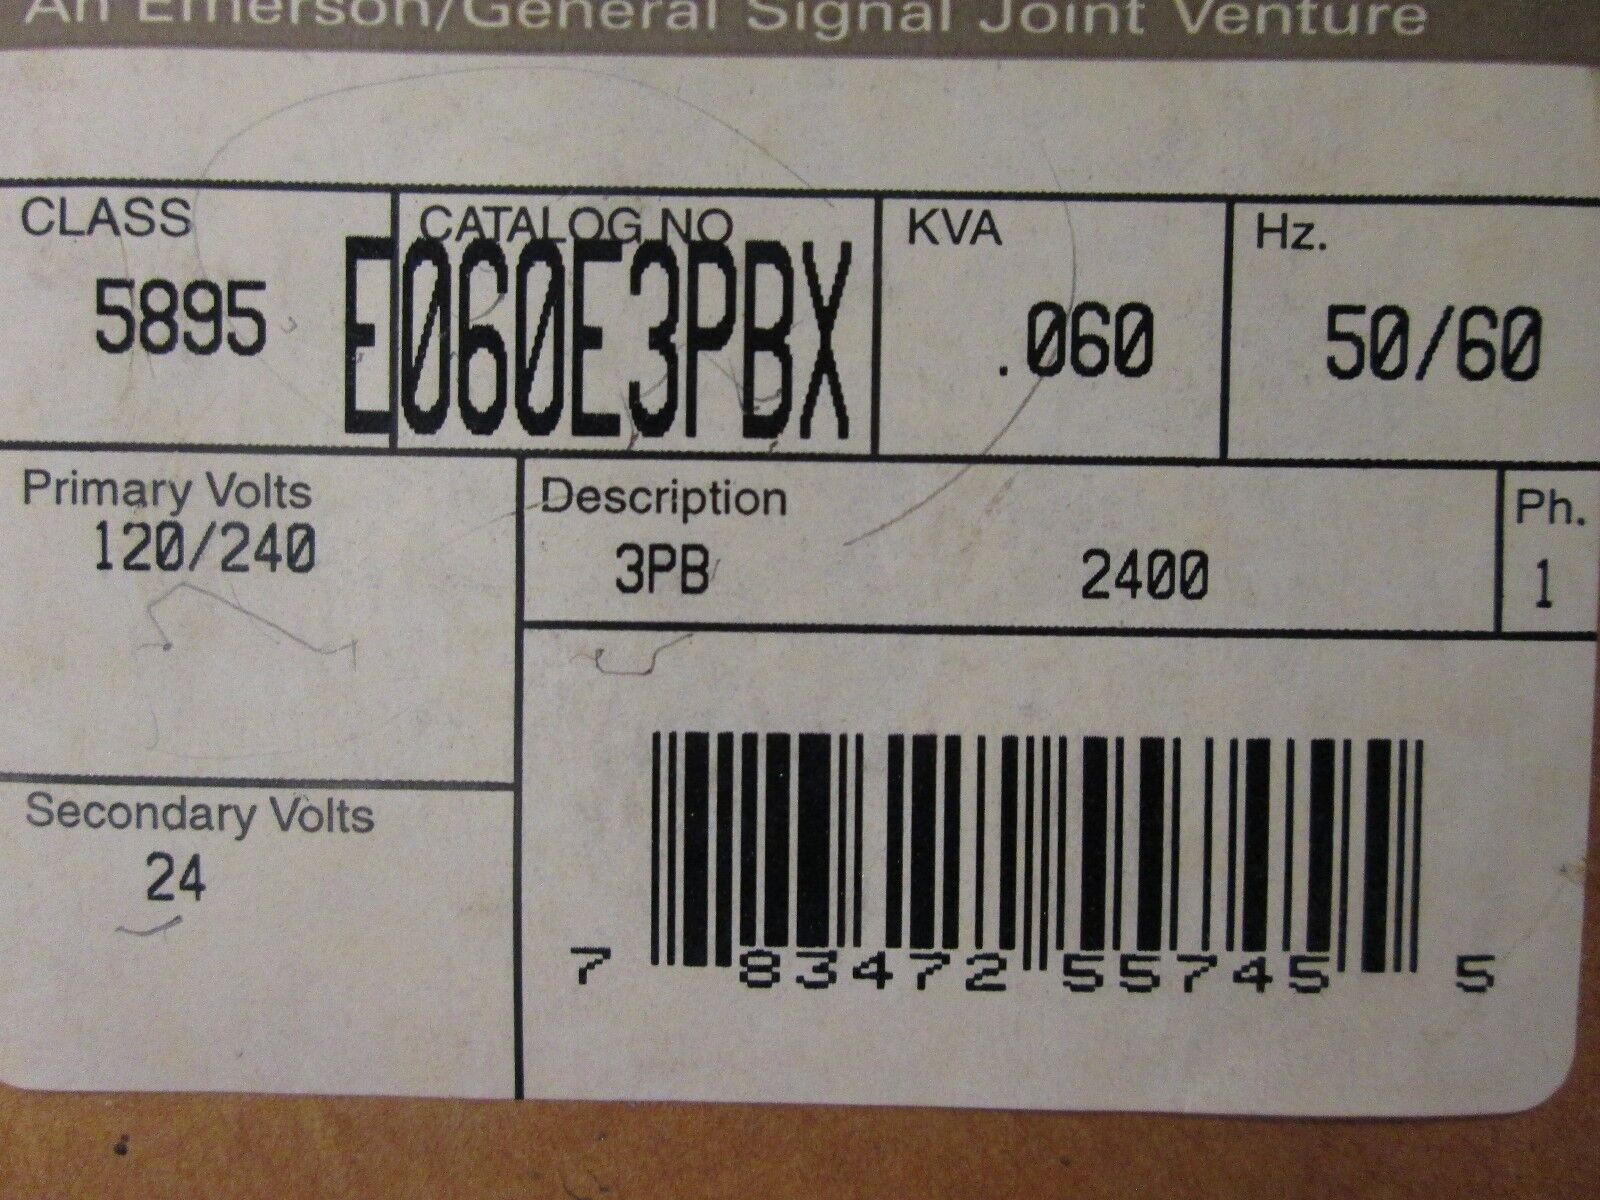 An Emerson/General Signal Joint Venture
CLASS
5895
CATALOG NO
E060E3PBX
KVA
.060
Hz.
50/60
Primary Volts
120/240
Description
3PB 2400
Ph.
1
Secondary Volts
24
7 83472 55745 5